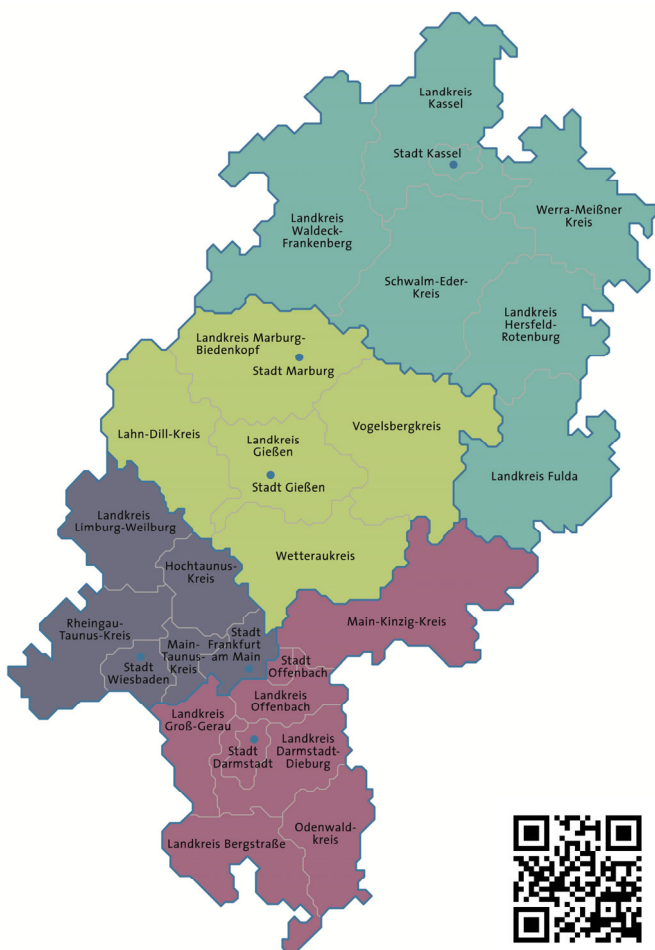 Landkreis
Kassel
Stadt Kassel
Werra-Meißner
Kreis
Landkreis
Waldeck-
Frankenberg
Schwalm-Eder-
Kreis
Landkreis
Hersfeld-
Rotenburg
Landkreis Marburg-
Biedenkopf
Stadt Marburg
Lahn-Dill-Kreis
Landkreis
Gießen
Stadt Gießen
Vogelsbergkreis
Landkreis Fulda
Landkreis
Limburg-Weilburg
Wetteraukreis
Hochtaunus-
Kreis
Rheingau-
Taunus-Kreis
Main-
Taunus-
Kreis
Stadt
Frankfurt
am Main
Main-Kinzig-Kreis
Stadt
Wiesbaden
Stadt
Offenbach
Landkreis
Offenbach
Landkreis
Groß-Gerau
Stadt
Darmstadt
Landkreis
Darmstadt-
Dieburg
Landkreis Bergstraße
Odenwald-
kreis